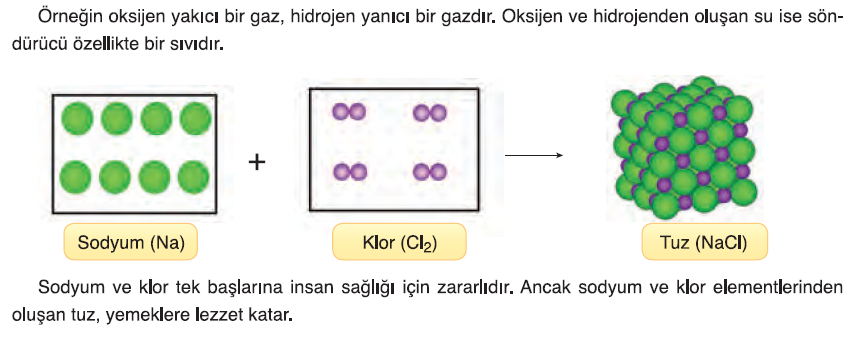 Örneğin oksijen yakıcı bir gaz, hidrojen yanıcı bir gazdır. Oksijen ve hidrojenden oluşan su ise sön-
dürücü özellikte bir sıvıdır.
+
Sodyum (Na)
Klor (Cl₂)
Tuz (NaCl)
Sodyum ve klor tek başlarına insan sağlığı için zararlıdır. Ancak sodyum ve klor elementlerinden
oluşan tuz, yemeklere lezzet katar.